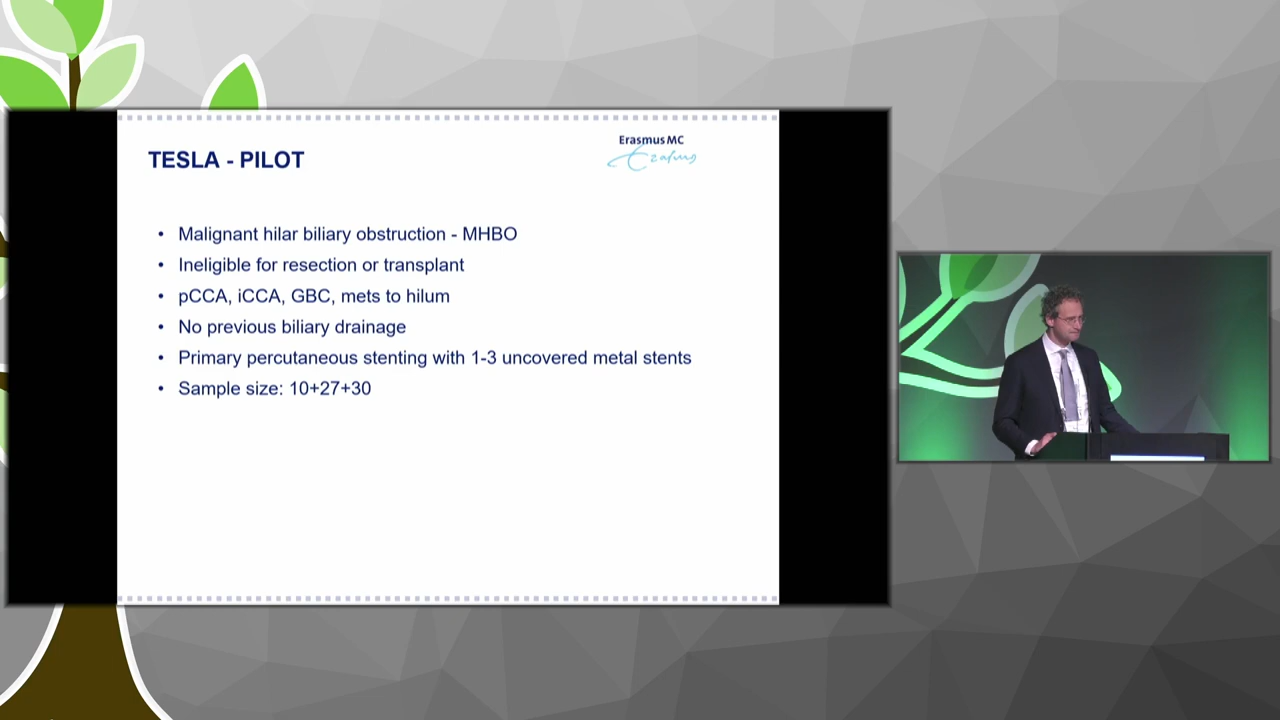 Erasmus MC
Erasmus
TESLA - PILOT
• Malignant hilar biliary obstruction - MHBO
• Ineligible for resection or transplant
• pCCA, iCCA, GBC, mets to hilum
• No previous biliary drainage
• Primary percutaneous stenting with 1-3 uncovered metal stents
• Sample size: 10+27+30